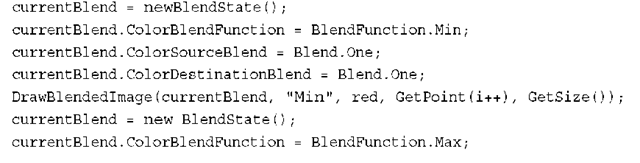 currentBlend = newBlendState();
currentBlend.ColorBlendFunction = BlendFunction.Min;
currentBlend.ColorSourceBlend = Blend.One;
currentBlend.ColorDestinationBlend = Blend.One;
DrawBlendedImage(currentBlend, "Min", red, GetPoint(i++), GetSize());
currentBlend = new BlendState();
currentBlend.ColorBlendFunction = BlendFunction.Max;